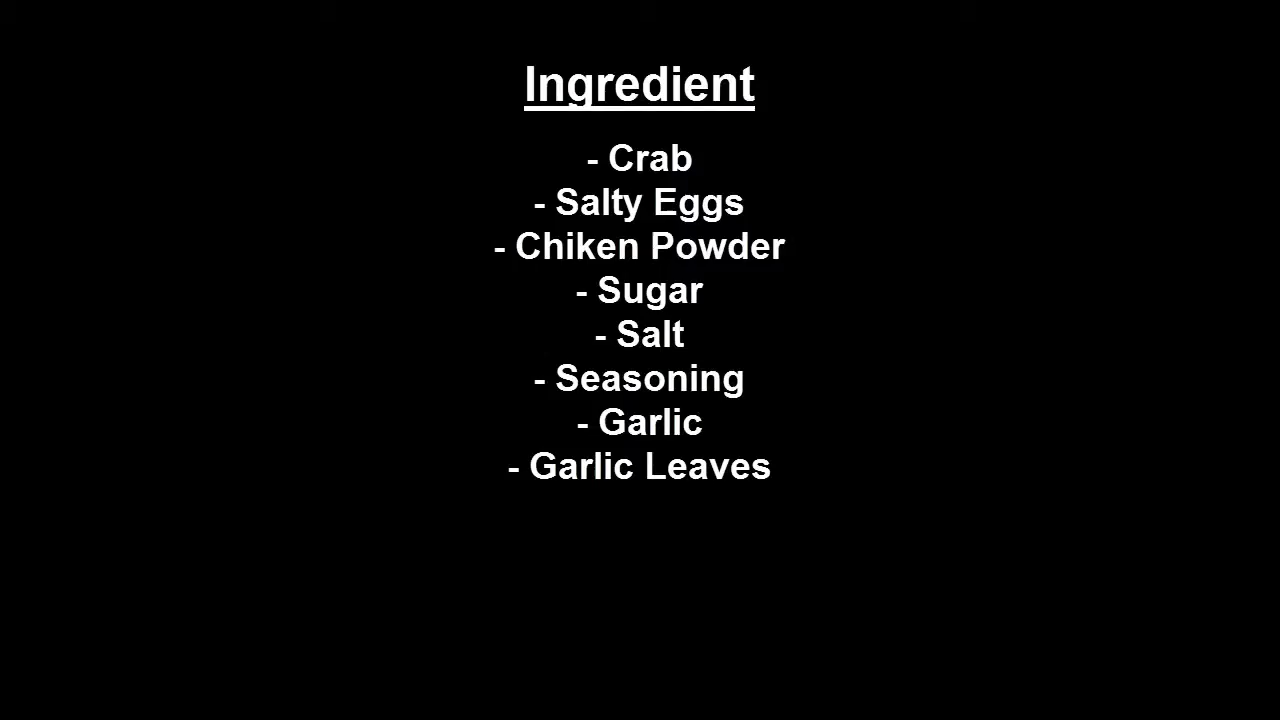 Ingredient
- Crab
- Salty Eggs
- Chiken Powder
- Sugar
- Salt
- Seasoning
- Garlic
- Garlic Leaves